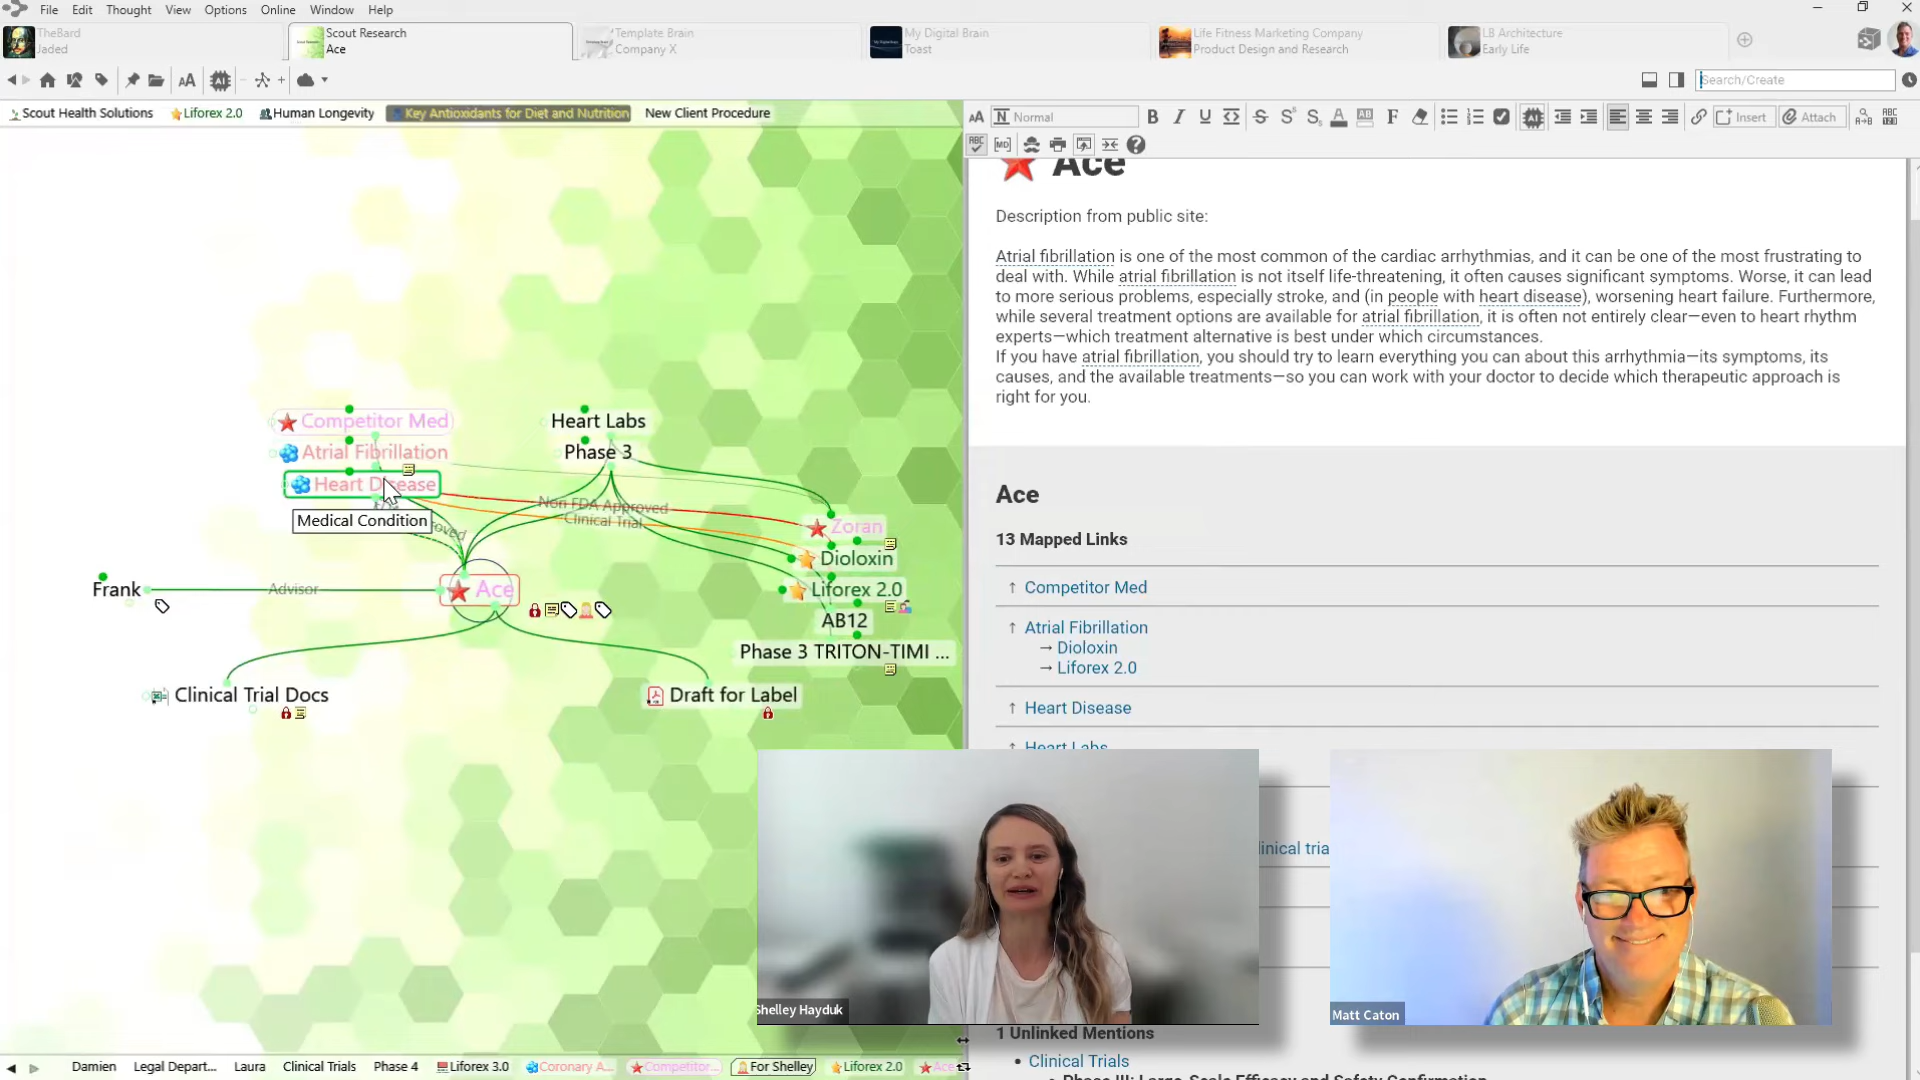 File Edit Thought View Options Online Window Help
TheBard
Jaded
Scout Research
Ace
Template Brain
Company X
My Digital Brain
Toast
Life Fitness Marketing Company
Product Design and Research
LB Architecture
Early Life
Search/Create
Scout Health Solutions Liforex 2.0 Human Longevity Key Antioxidants for Diet and Nutrition New Client Procedure
Normal
Insert
Attach
Competitor Med
Atrial Fibrillation
Heart Disease
Medical Condition
Heart Labs
Phase 3
Non FDA Approved
Clinical Trial
Zoran
Dioloxin
Liforex 2.0
AB12
Phase 3 TRITON-TIMI ...
Frank
Advisor
Ace
Clinical Trial Docs
Draft for Label
Ace
Description from public site:
Atrial fibrillation is one of the most common of the cardiac arrhythmias, and it can be one of the most frustrating to
deal with. While atrial fibrillation is not itself life-threatening, it often causes significant symptoms. Worse, it can lead
to more serious problems, especially stroke, and (in people with heart disease), worsening heart failure. Furthermore,
while several treatment options are available for atrial fibrillation, it is often not entirely clear—even to heart rhythm
experts—which treatment alternative is best under which circumstances.
If you have atrial fibrillation, you should try to learn everything you can about this arrhythmia—its symptoms, its
causes, and the available treatments—so you can work with your doctor to decide which therapeutic approach is
right for you.
Ace
13 Mapped Links
↑ Competitor Med
↑ Atrial Fibrillation
→ Dioloxin
→ Liforex 2.0
↑ Heart Disease
↑ Heart Labs
Shelley Hayduk
Matt Caton
1 Unlinked Mentions
• Clinical Trials
Phase III: Large-Scale Efficacy and Safety Confirmation
Damien Legal Depart... Laura Clinical Trials Phase 4 Liforex 3.0 Coronary A... Competitor... For Shelley Liforex 2.0 Ace